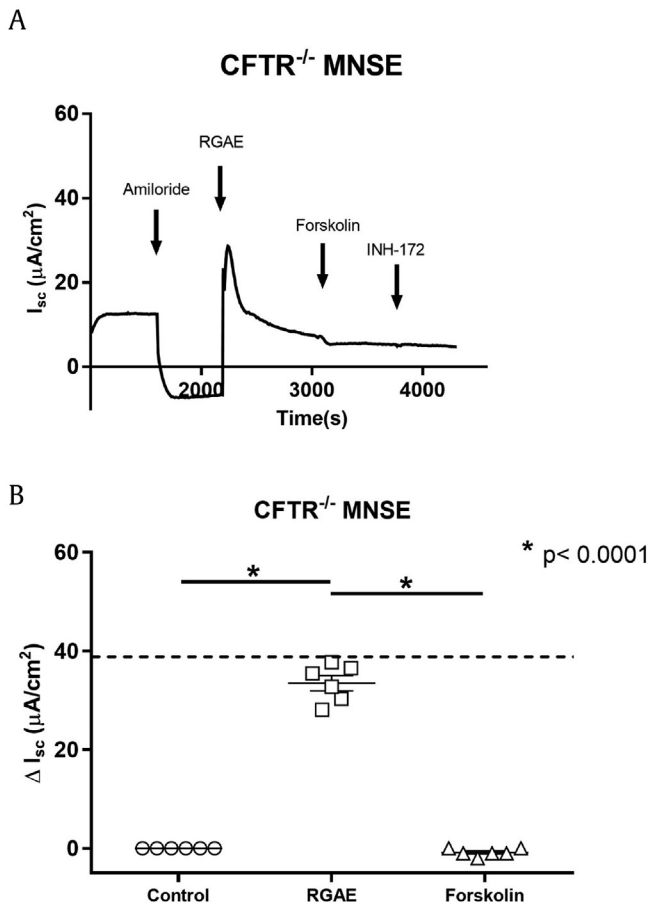 A
CFTR-/- MNSE
60
40
20
0
Isc (μA/cm2)
Amiloride
RGAE
Forskolin
INH-172
2000 3000 4000
Time(s)
B
CFTR-/- MNSE
* p< 0.0001
* *
60
40
20
0
Δ Isc (μA/cm2)
Control RGAE Forskolin